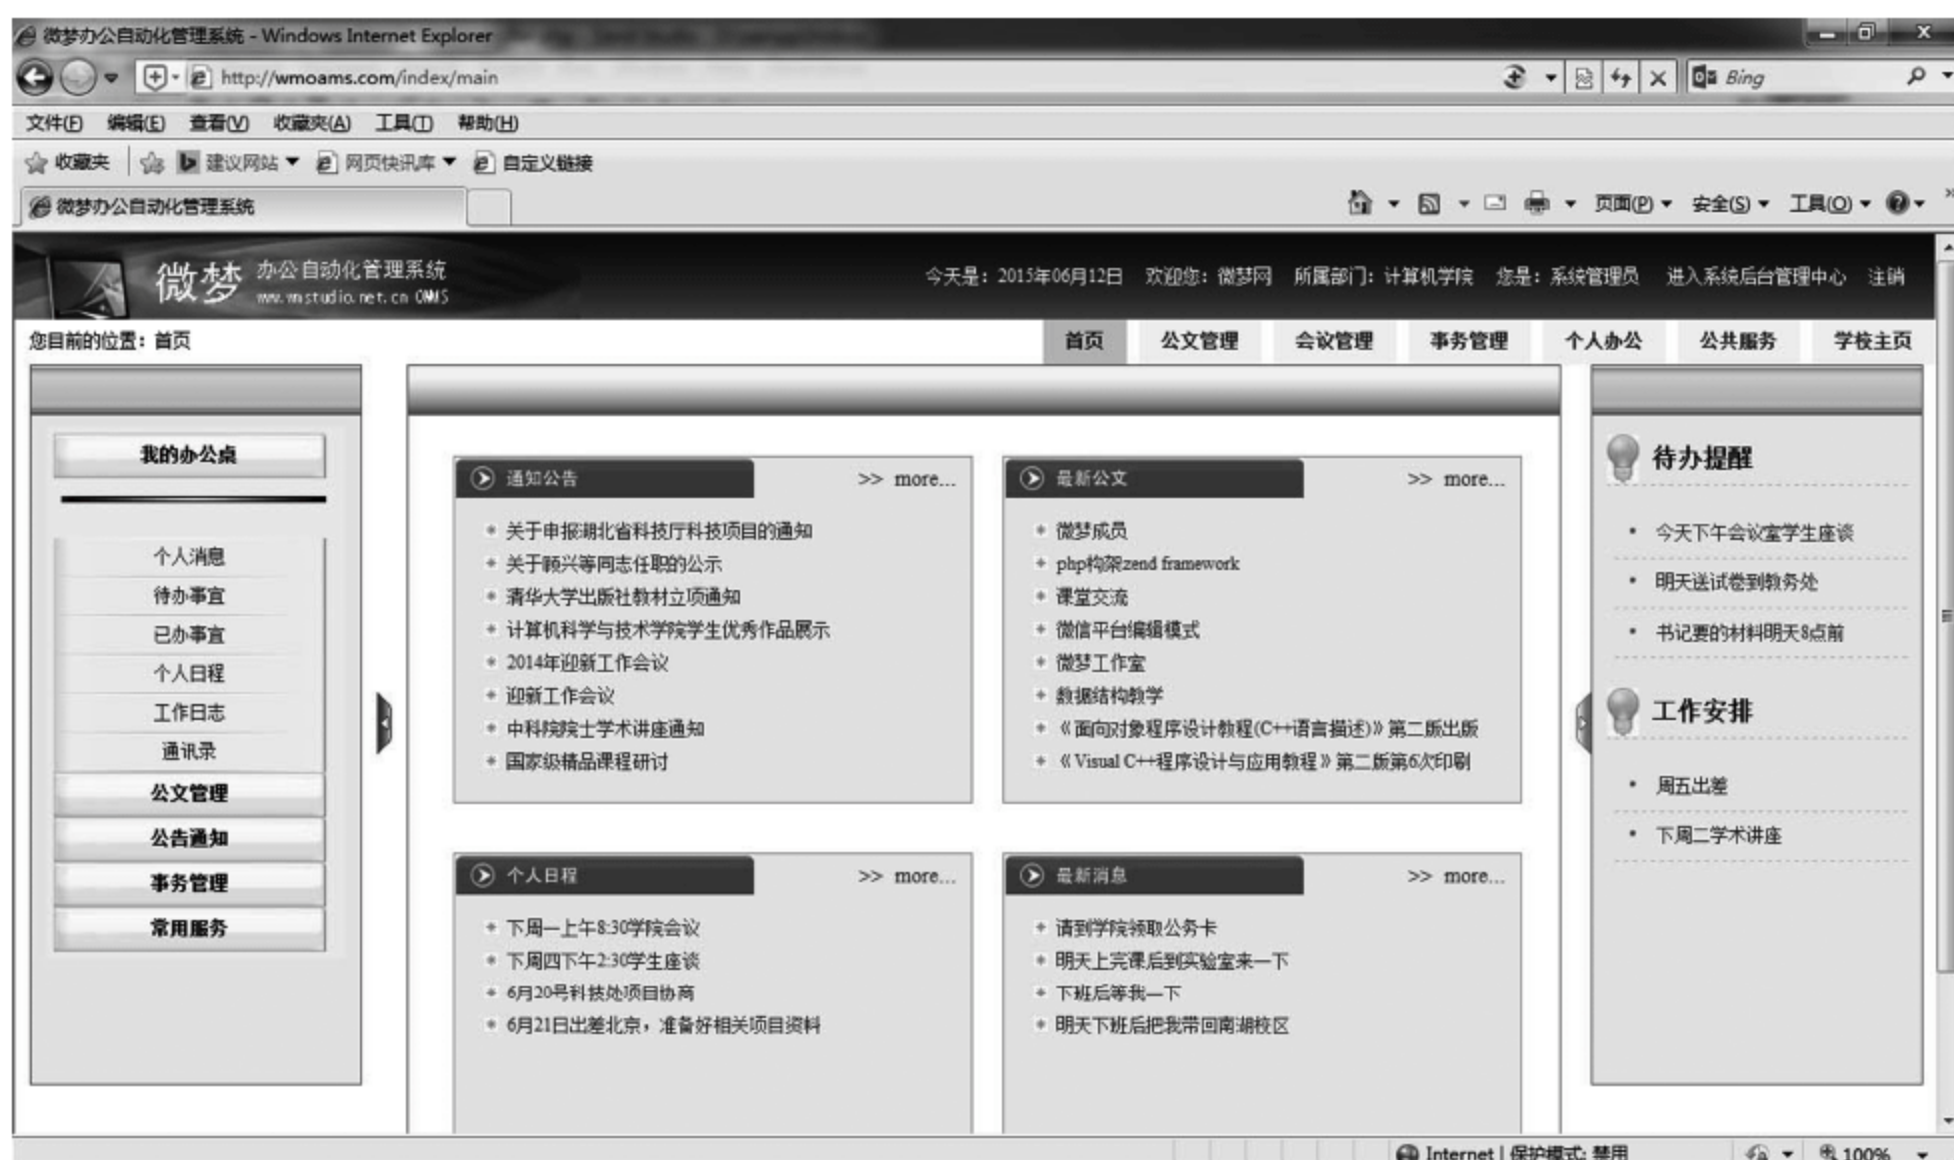 微梦办公自动化管理系统 - Windows Internet Explorer
http://wmoams.com/index/main
Bing
文件(F) 编辑(E) 查看(V) 收藏夹(A) 工具(T) 帮助(H)
收藏夹 建议网站 网页快讯库 自定义链接
微梦办公自动化管理系统
页面(P) 安全(S) 工具(O)
微梦 办公自动化管理系统
www.wmstudio.net.cn OMIS
今天是：2015年06月12日 欢迎您：微梦网 所属部门：计算机学院 您是：系统管理员 进入系统后台管理中心 注销
您目前的位置：首页
首页 公文管理 会议管理 事务管理 个人办公 公共服务 学校主页
我的办公桌
个人消息
待办事宜
已办事宜
个人日程
工作日志
通讯录
公文管理
公告通知
事务管理
常用服务
通知公告 >> more...
关于申报湖北省科技厅科技项目的通知
关于顾兴等同志任职的公示
清华大学出版社教材立项通知
计算机科学与技术学院学生优秀作品展示
2014年迎新工作会议
迎新工作会议
中科院院士学术讲座通知
国家级精品课程研讨
最新公文 >> more...
微梦成员
php构架zend framework
课堂交流
微信平台编辑模式
微梦工作室
数据结构教学
《面向对象程序设计教程(C++语言描述)》第二版出版
《Visual C++程序设计与应用教程》第二版第6次印刷
个人日程 >> more...
下周一上午8:30学院会议
下周四下午2:30学生座谈
6月20号科技处项目协商
6月21日出差北京，准备好相关项目资料
最新消息 >> more...
请到学院领取公务卡
明天上完课后到实验室来一下
下班后等我一下
明天下班后把我带回南湖校区
待办提醒
今天下午会议室学生座谈
明天送试卷到教务处
书记要的材料明天8点前
工作安排
周五出差
下周二学术讲座
Internet | 保护模式: 禁用
100%